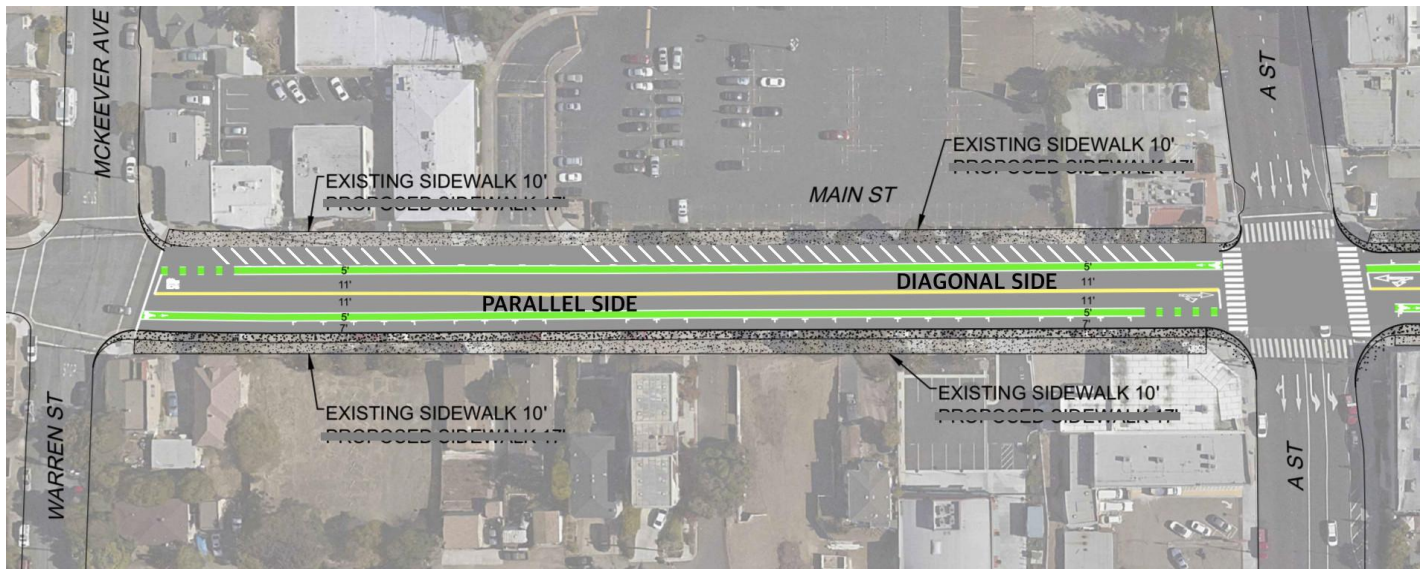 MCKEEVER AVE
A ST
EXISTING SIDEWALK 10'
PROPOSED SIDEWALK 17'
MAIN ST
EXISTING SIDEWALK 10'
PROPOSED SIDEWALK 17'
5'
5'
11'
DIAGONAL SIDE
11'
11'
PARALLEL SIDE
11'
5'
5'
7'
7'
EXISTING SIDEWALK 10'
PROPOSED SIDEWALK 17'
EXISTING SIDEWALK 10'
PROPOSED SIDEWALK 17'
WARREN ST
A ST